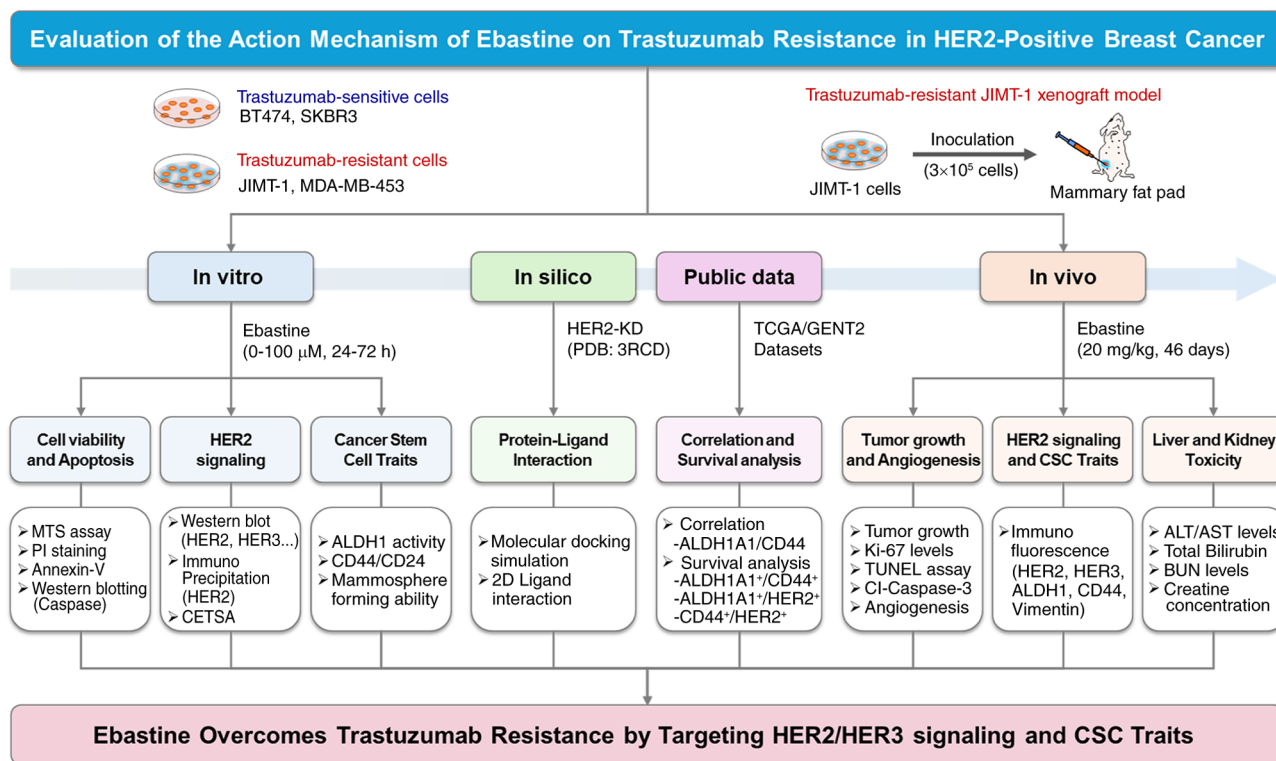 Evaluation of the Action Mechanism of Ebastine on Trastuzumab Resistance in HER2-Positive Breast Cancer
Trastuzumab-sensitive cells
BT474, SKBR3
Trastuzumab-resistant cells
JIMT-1, MDA-MB-453
Trastuzumab-resistant JIMT-1 xenograft model
JIMT-1 cells
Inoculation
(3×10⁵ cells)
Mammary fat pad
In vitro
In silico
Public data
In vivo
Ebastine
(0-100 μM, 24-72 h)
HER2-KD
(PDB: 3RCD)
TCGA/GENT2
Datasets
Ebastine
(20 mg/kg, 46 days)
Cell viability
and Apoptosis
HER2
signaling
Cancer Stem
Cell Traits
Protein-Ligand
Interaction
Correlation and
Survival analysis
Tumor growth
and Angiogenesis
HER2 signaling
and CSC Traits
Liver and Kidney
Toxicity
➢ MTS assay
➢ PI staining
➢ Annexin-V
➢ Western blotting
(Caspase)
➢ Western blot
(HER2, HER3...)
➢ Immuno
Precipitation
(HER2)
➢ CETSA
➢ ALDH1 activity
➢ CD44/CD24
➢ Mammosphere
forming ability
➢ Molecular docking
simulation
➢ 2D Ligand
interaction
➢ Correlation
-ALDH1A1/CD44
➢ Survival analysis
-ALDH1A1⁺/CD44⁺
-ALDH1A1⁺/HER2⁺
-CD44⁺/HER2⁺
➢ Tumor growth
➢ Ki-67 levels
➢ TUNEL assay
➢ CI-Caspase-3
➢ Angiogenesis
➢ Immuno
fluorescence
(HER2, HER3,
ALDH1, CD44,
Vimentin)
➢ ALT/AST levels
➢ Total Bilirubin
➢ BUN levels
➢ Creatine
concentration
Ebastine Overcomes Trastuzumab Resistance by Targeting HER2/HER3 signaling and CSC Traits